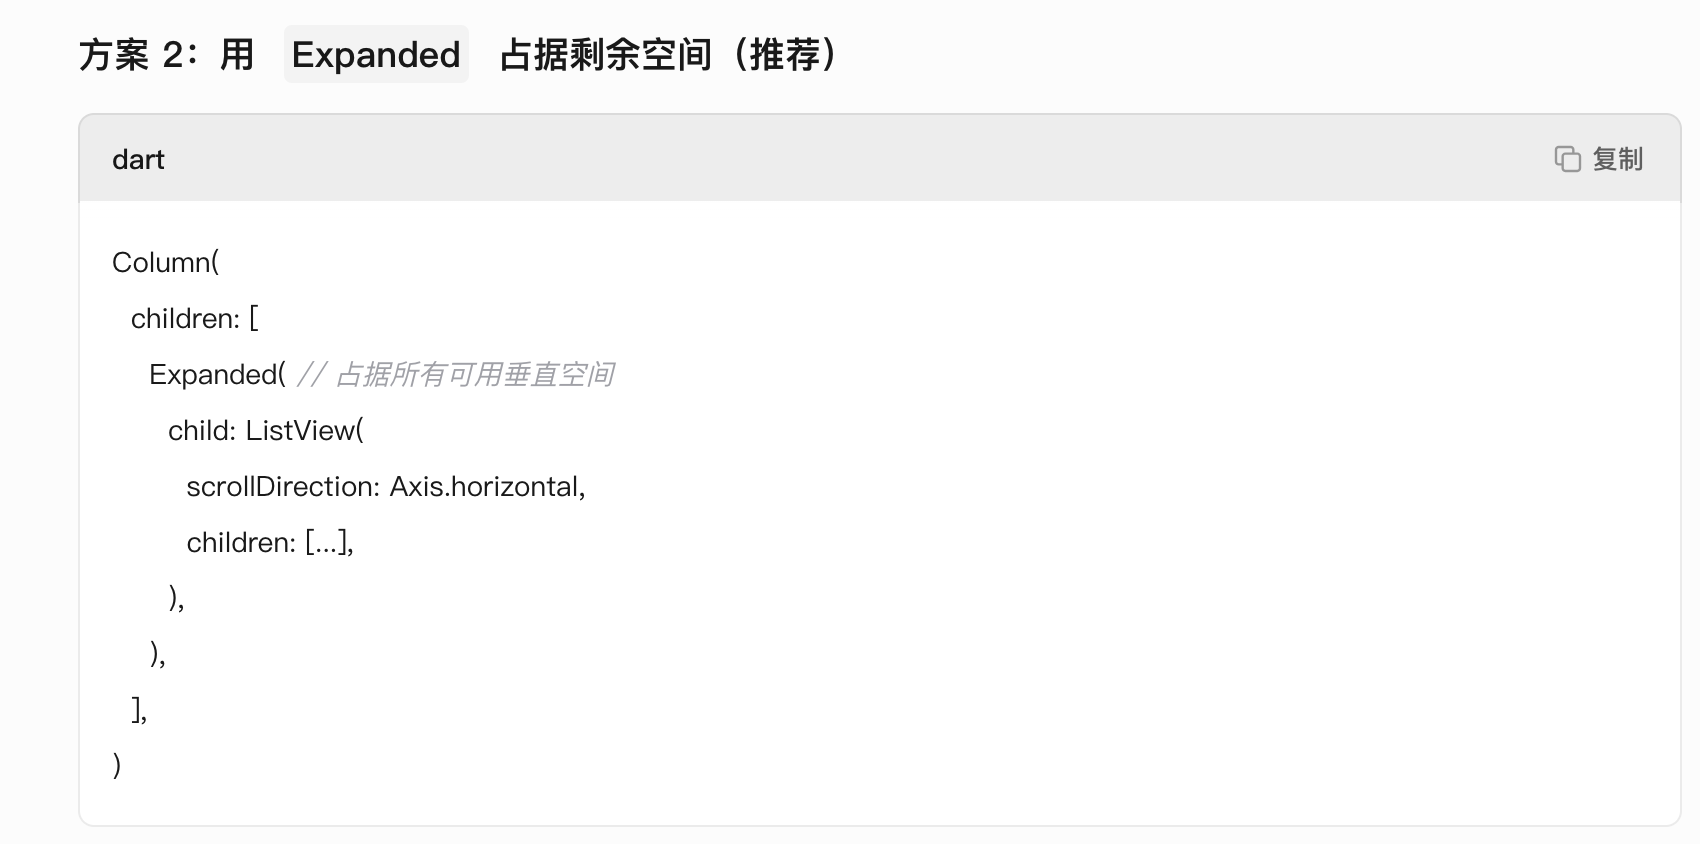 方案 2：用 Expanded 占据剩余空间（推荐）
dart
复制
Column(
  children: [
    Expanded( // 占据所有可用垂直空间
      child: ListView(
        scrollDirection: Axis.horizontal,
        children: [...],
      ),
    ),
  ],
)